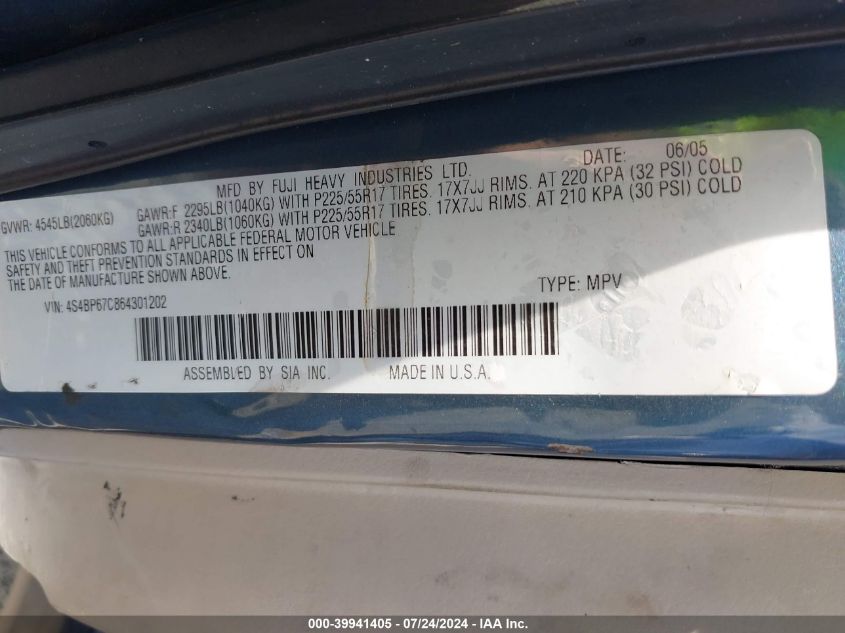 MFD BY FUJI HEAVY INDUSTRIES LTD. DATE: 06/05
GVWR: 4545LB(2060KG) GAWR:F 2295LB(1040KG) WITH P225/55R17 TIRES. 17X7JJ RIMS. AT 220 KPA (32 PSI) COLD
GAWR:R 2340LB(1060KG) WITH P225/55R17 TIRES. 17X7JJ RIMS. AT 210 KPA (30 PSI) COLD
THIS VEHICLE CONFORMS TO ALL APPLICABLE FEDERAL MOTOR VEHICLE
SAFETY AND THEFT PREVENTION STANDARDS IN EFFECT ON
THE DATE OF MANUFACTURE SHOWN ABOVE.
VIN: 4S4BP67C864301202 TYPE: MPV
ASSEMBLED BY SIA INC. MADE IN U.S.A.
000-39941405 - 07/24/2024 - IAA Inc.